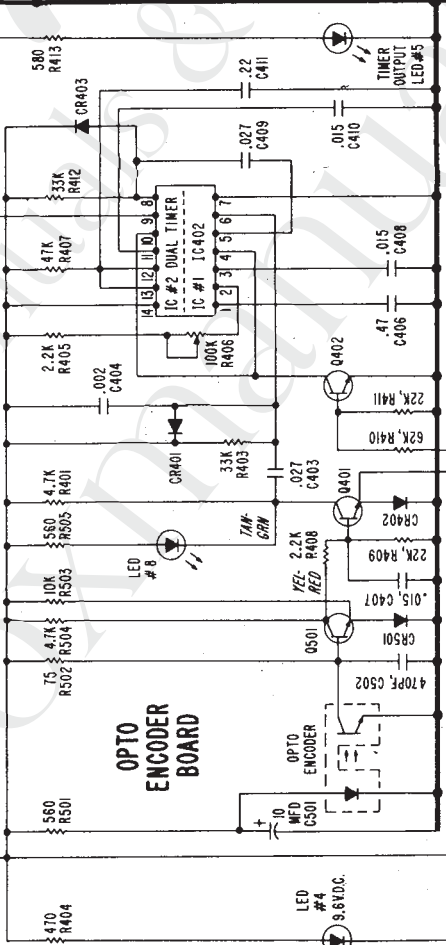 470
R404
560
R501
75
R502
4.7K
R504
10K
R503
560
R505
4.7K
R401
.002
C404
2.2K
R405
47K
R407
33K
R412
CR403
580
R413
OPTO
ENCODER
BOARD
LED
#8
CR401
33K
R403
100K
R406
14 13 12 11 10 9 8
IC #2 DUAL TIMER
IC #1 IC402
1 2 3 4 5 6 7
.22
C411
.027
C409
.015
C410
TAN-
GRN
.027
C403
YEL-
RED
2.2K
R408
OPTO
ENCODER
Q501
Q401
Q402
.47
C406
.015
C408
TIMER
OUTPUT
LED #5
LED
#4
9.6V.D.C.
+
10
MFD
C501
470PF, C502
CR501
.015, C407
22K, R409
CR402
62K, R410
22K, R411